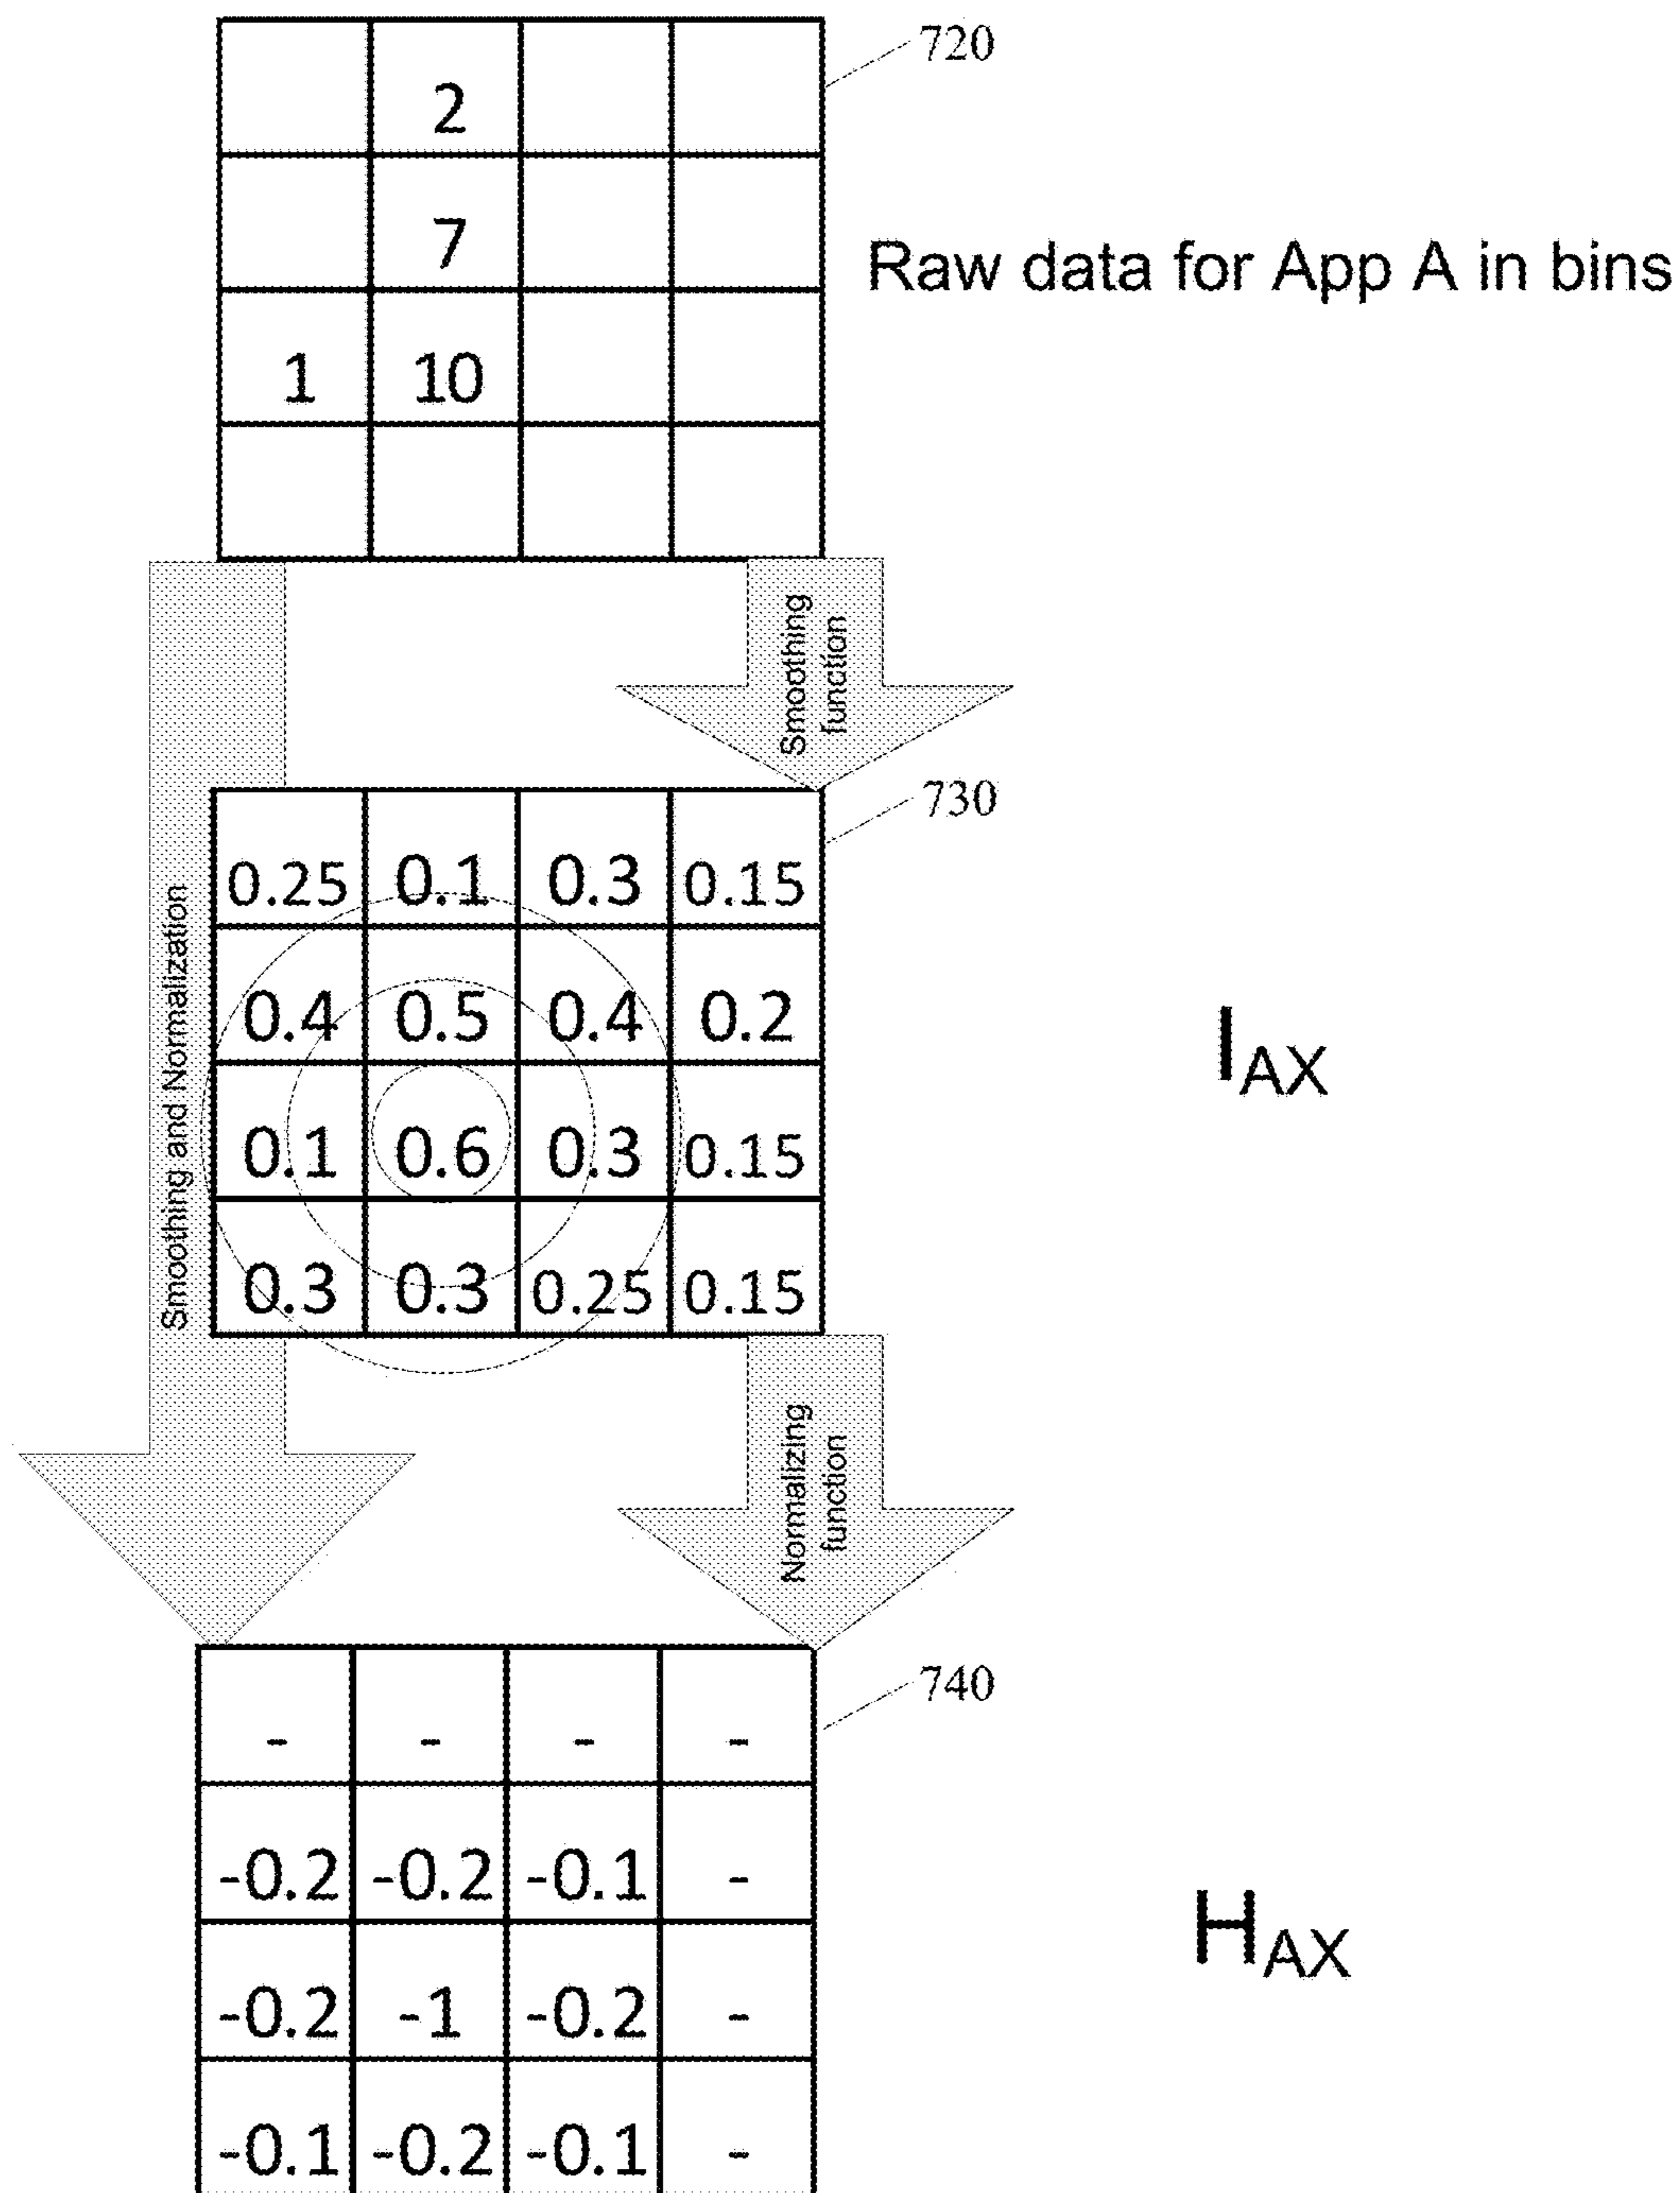 720
2
7
Raw data for App A in bins
1 10
Smoothing
function
730
0.25 0.1 0.3 0.15
Smoothing and Normalization
0.4 0.5 0.4 0.2
I_AX
0.1 0.6 0.3 0.15
0.3 0.3 0.25 0.15
Normalizing
function
740
- - - -
-0.2 -0.2 -0.1 -
H_AX
-0.2 -1 -0.2 -
-0.1 -0.2 -0.1 -